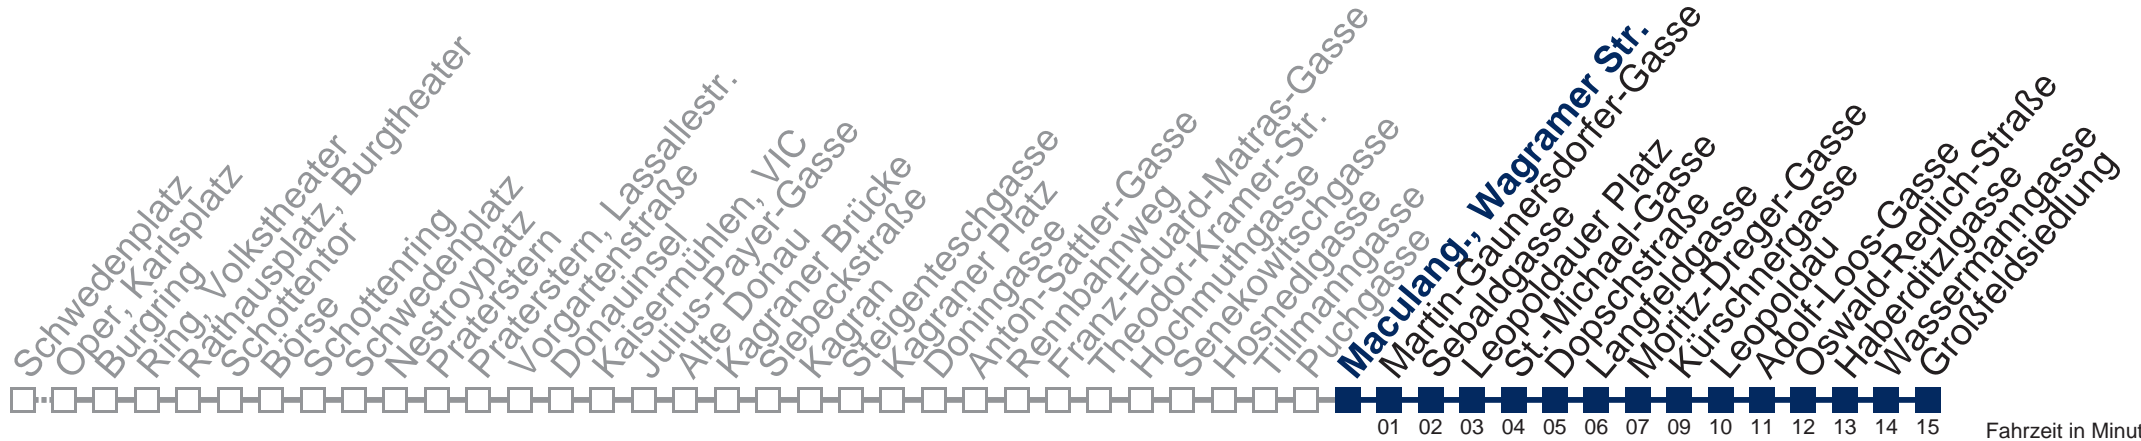 Schwedenplatz
Oper, Karlsplatz
Burgring
Ring, Volkstheater
Rathausplatz, Burgtheater
Schottentor
Börse
Schottenring
Schwedenplatz
Nestroyplatz
Praterstern
Praterstern, Lassallestr.
Vorgartenstraße
Donauinsel
Kaisermühlen, VIC
Julius-Payer-Gasse
Alte Donau
Kagraner Brücke
Siebeckstraße
Kagran
Steigenteschgasse
Kagraner Platz
Doningasse
Anton-Sattler-Gasse
Rennbahnweg
Franz-Eduard-Matras-Gasse
Theodor-Kramer-Str.
Hochmuthgasse
Senekowitschgasse
Hosnedlgasse
Tillmanngasse
Puchgasse
Maculang., Wagramer Str.
Martin-Gaunersdorfer-Gasse
Sebaldgasse
Leopoldauer Platz
St.-Michael-Gasse
Dopschstraße
Langfeldgasse
Moritz-Dreger-Gasse
Kürschnergasse
Leopoldau
Adolf-Loos-Gasse
Oswald-Redlich-Straße
Haberditzlgasse
Wassermanngasse
Großfeldsiedlung
01 02 03 04 05 06 07 09 10 11 12 13 14 15
Fahrzeit in Minut